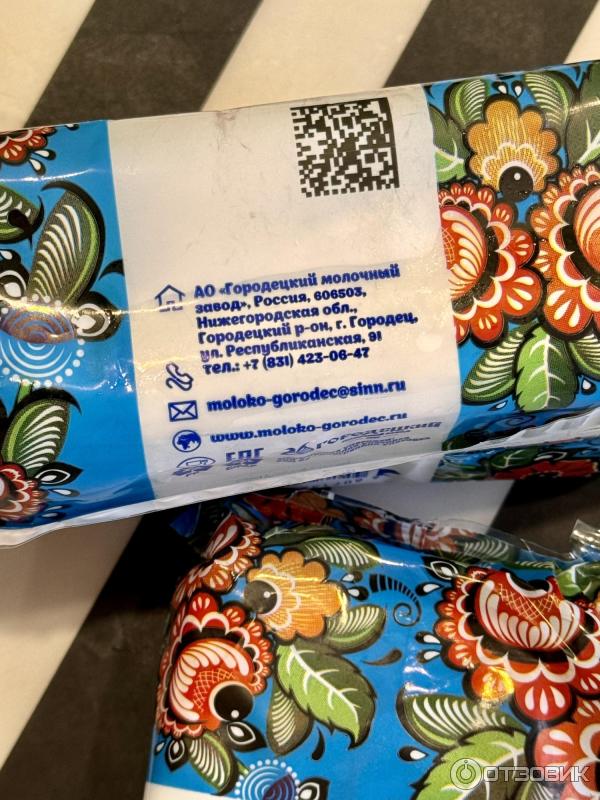 АО «Городецкий молочный
завод», Россия, 606503,
Нижегородская обл.,
Городецкий р-он, г. Городец,
ул. Республиканская, 91
тел.: +7 (831) 423-06-47
moloko-gorodec@sinn.ru
www.moloko-gorodec.ru
ГОРОДЕЦКИЙ
ОТЗОВИК